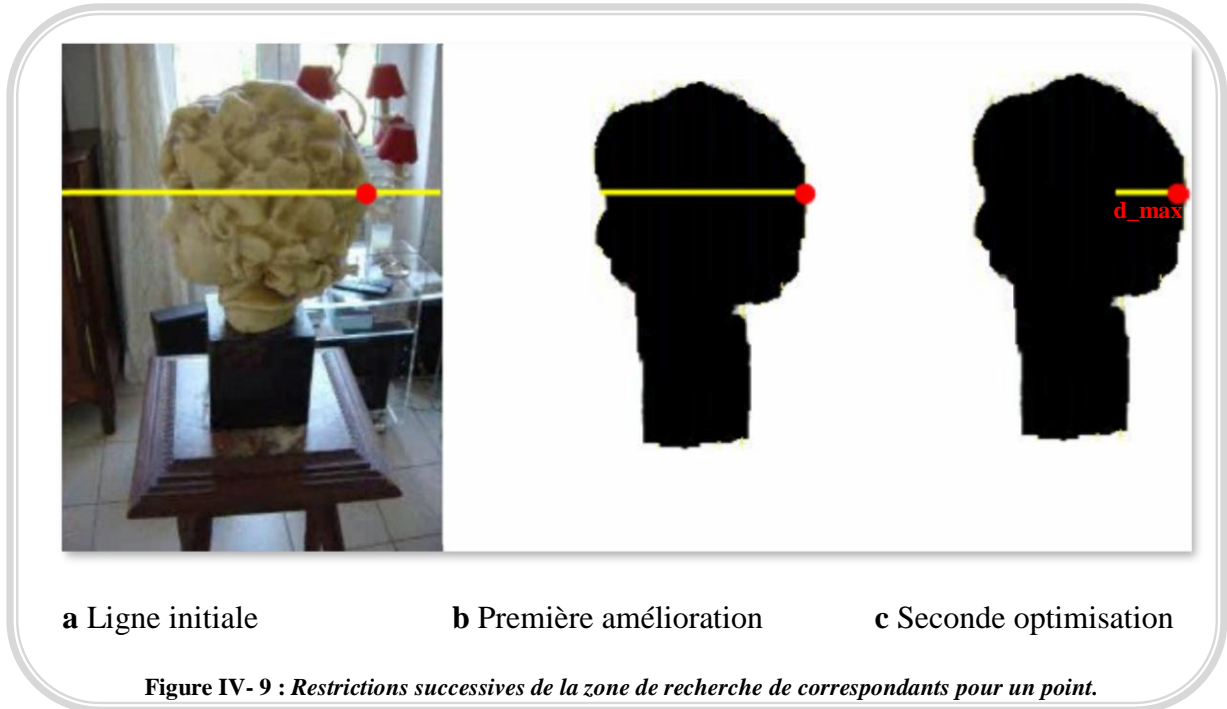 d_max
a Ligne initiale
b Première amélioration
c Seconde optimisation
Figure IV- 9 : Restrictions successives de la zone de recherche de correspondants pour un point.